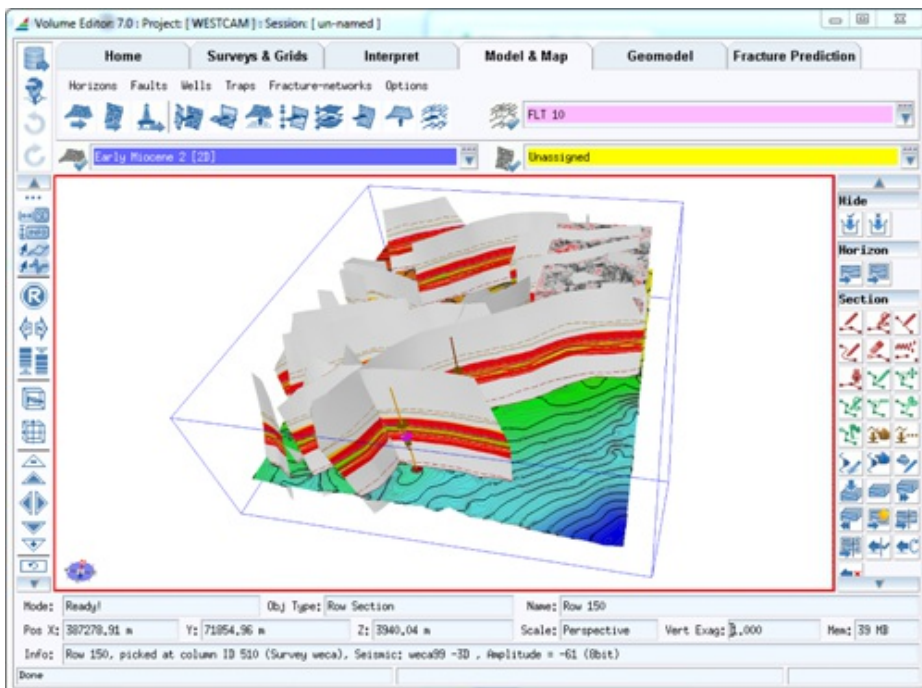 Volume Editor 7.0 : Project: [ WESTCAM ] : Session: [ un-named ]
Home Surveys & Grids Interpret Model & Map Geomodel Fracture Prediction
Horizons Faults Wells Traps Fracture-networks Options
FLT 10
Early Miocene 2 [2D] Unassigned
Hide
Horizon
Section
Mode: Ready! Obj Type: Row Section Name: Row 150
Pos X: 387278.91 m Y: 71854.96 m Z: 3940.04 m Scale: Perspective Vert Exag: 1.000 Mem: 39 MB
Info: Row 150, picked at column ID 510 (Survey weca), Seismic: weca99 -3D , Amplitude = -61 (8bit)
Done